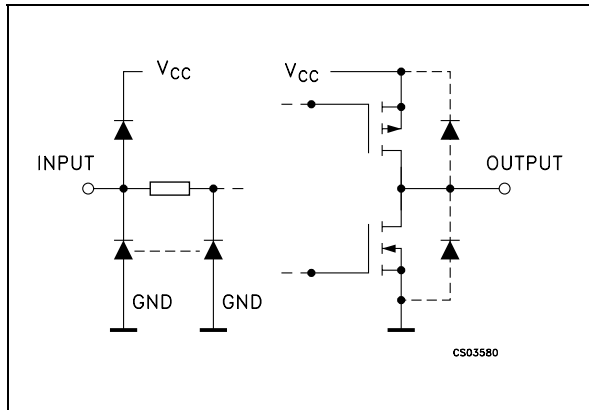 VCC
VCC
INPUT
OUTPUT
GND
GND
CS03580